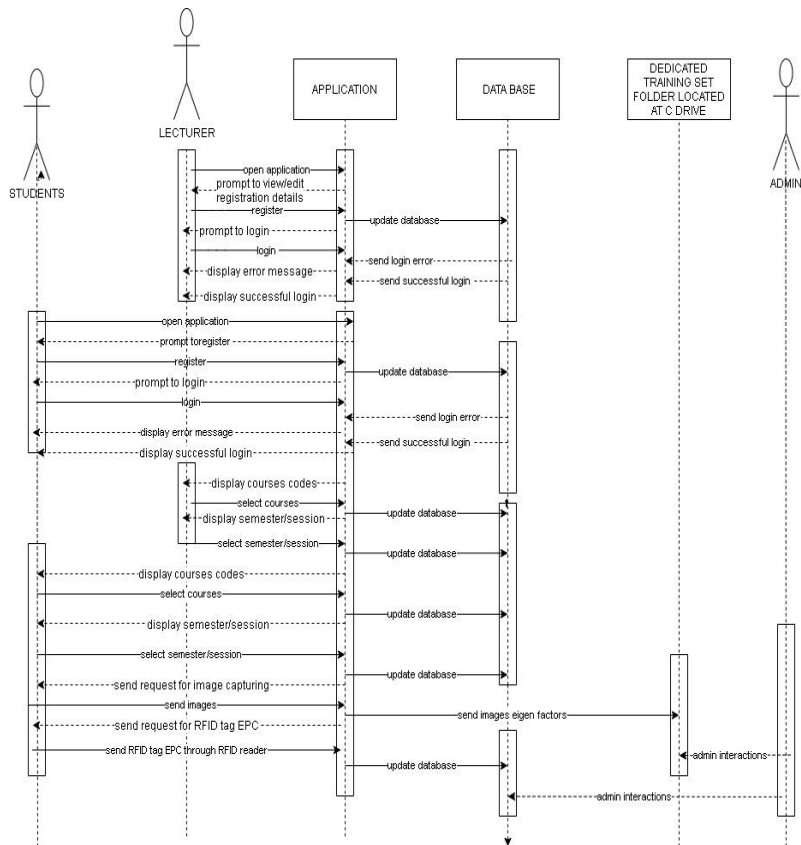 DEDICATED
TRAINING SET
FOLDER LOCATED
AT C DRIVE
APPLICATION
DATA BASE
LECTURER
STUDENTS
ADMIN
open application
prompt to view/edit
registration details
register
update database
prompt to login
login
send login error
display error message
send successful login
display successful login
open application
prompt toregister
register
update database
prompt to login
login
send login error
display error message
send successful login
display successful login
display courses codes
select courses
update database
display semester/session
select semester/session
update database
display courses codes
select courses
update database
display semester/session
select semester/session
update database
send request for image capturing
send images
send images eigen factors
send request for RFID tag EPC
send RFID tag EPC through RFID reader
admin interactions
update database
admin interactions